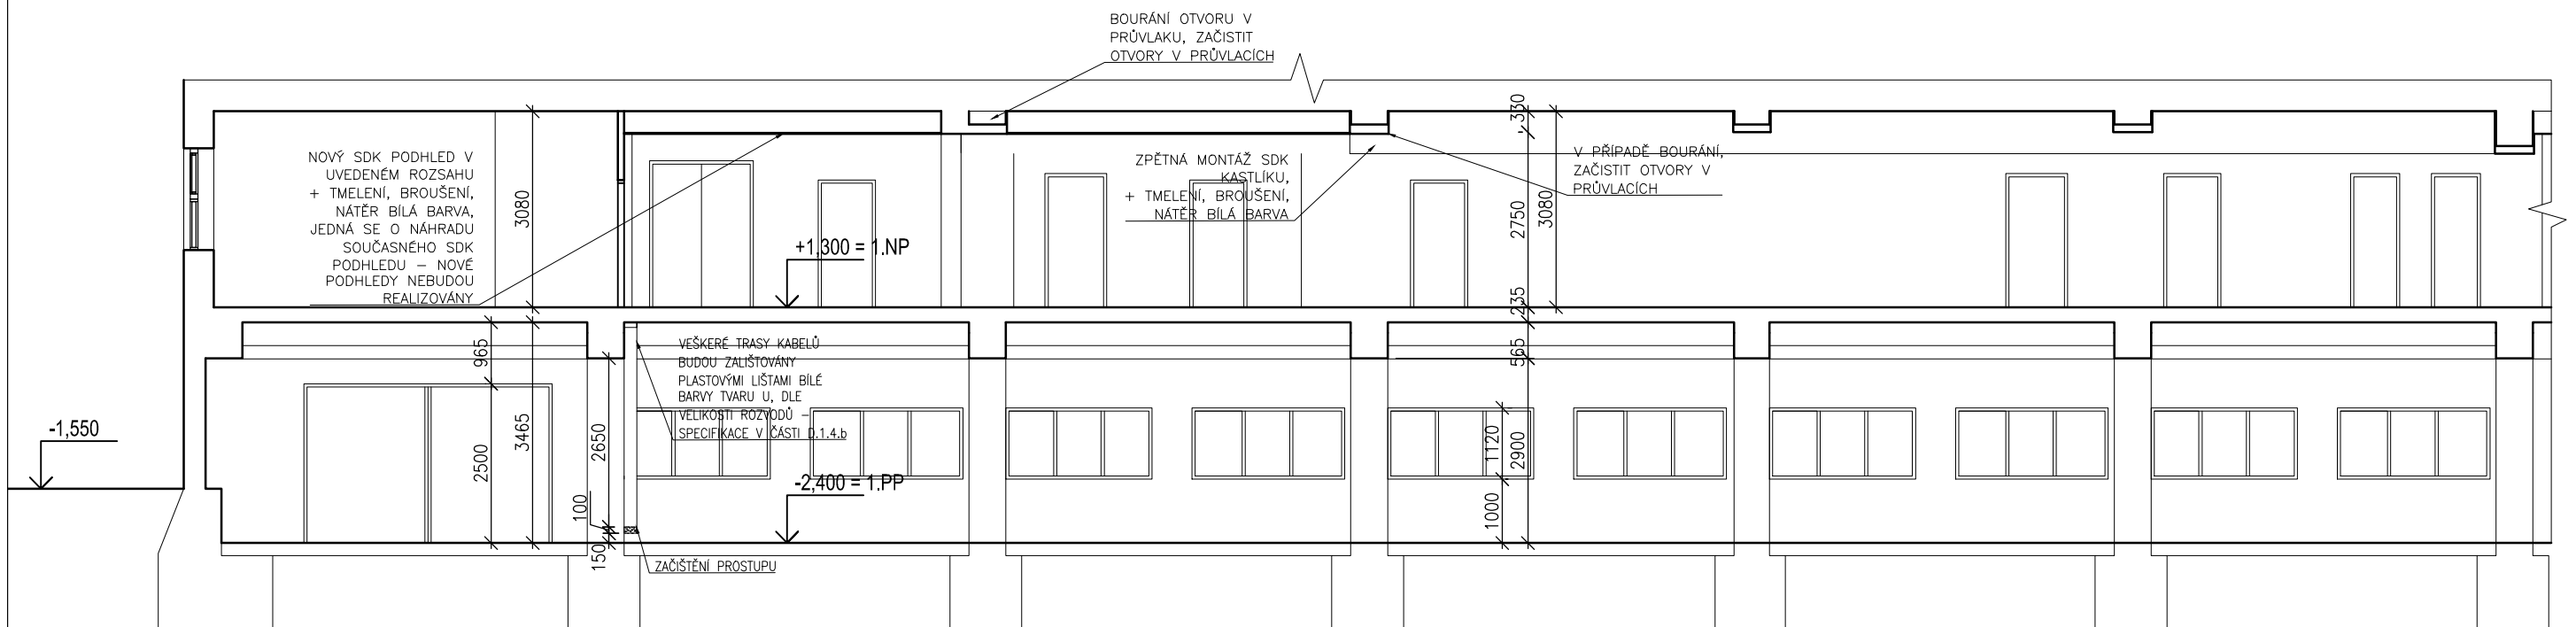 BOURÁNÍ OTVORU V
PRŮVLAKU, ZAČISTIT
OTVORY V PRŮVLACÍCH
NOVÝ SDK PODHLED V
UVEDENÉM ROZSAHU
+ TMELENÍ, BROUŠENÍ,
NÁTĚR BÍLÁ BARVA,
JEDNÁ SE O NÁHRADU
SOUČASNÉHO SDK
PODHLEDU – NOVÉ
PODHLEDY NEBUDOU
REALIZOVÁNY
3080
+1,300 = 1.NP
ZPĚTNÁ MONTÁŽ SDK
KASTLÍKU,
+ TMELENÍ, BROUŠENÍ,
NÁTĚR BÍLÁ BARVA
330
2750
3080
V PŘÍPADĚ BOURÁNÍ,
ZAČISTIT OTVORY V
PRŮVLACÍCH
235
565
965
2500
3465
2650
100
150
VEŠKERÉ TRASY KABELŮ
BUDOU ZALIŠTOVÁNY
PLASTOVÝMI LIŠTAMI BÍLÉ
BARVY TVARU U, DLE
VELIKOSTI ROZVODŮ –
SPECIFIKACE V ČÁSTI D.1.4.b
-1,550
-2,400 = 1.PP
1120
2900
1000
ZAČIŠTĚNÍ PROSTUPU